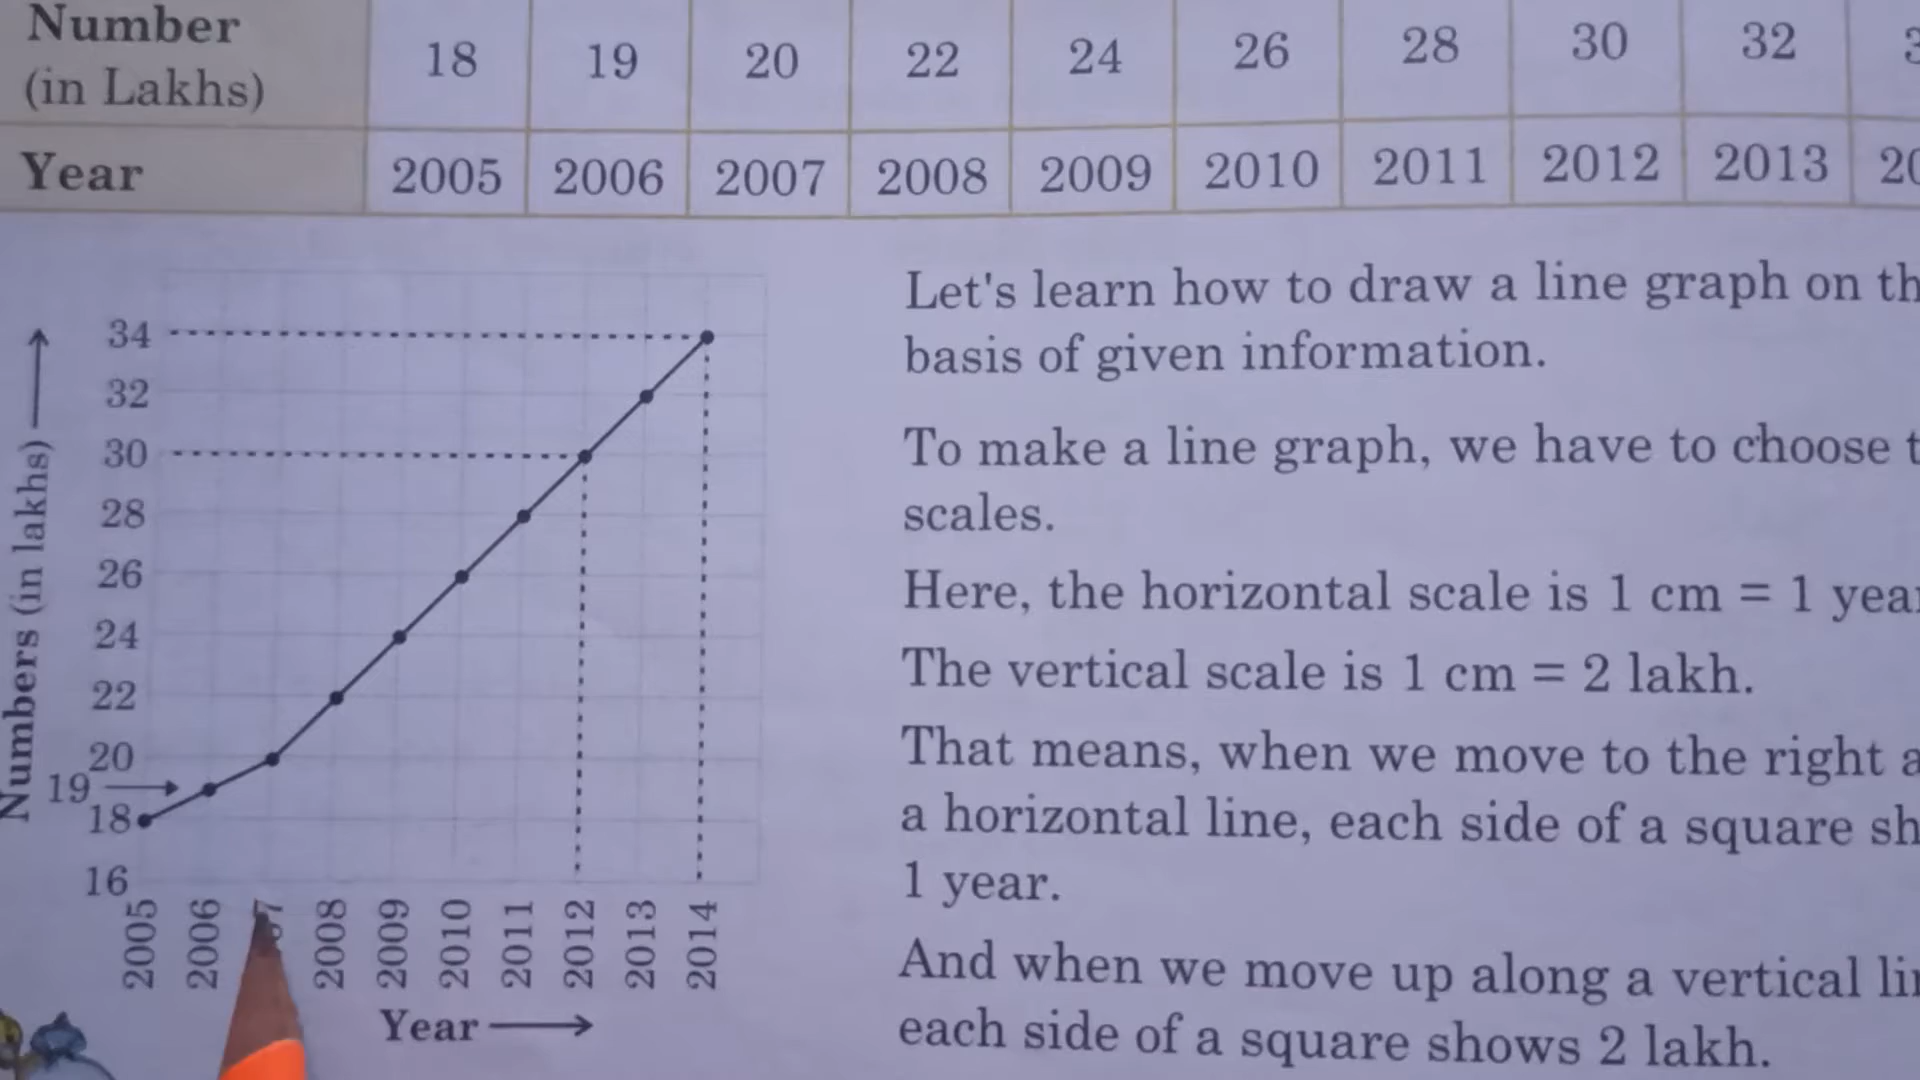 Number
(in Lakhs) 18 19 20 22 24 26 28 30 32
Year 2005 2006 2007 2008 2009 2010 2011 2012 2013
34
32
30
28
26
24
22
20
19
18
16
Numbers (in lakhs)
2005 2006 2008 2009 2010 2011 2012 2013 2014
Year
Let's learn how to draw a line graph on
basis of given information.
To make a line graph, we have to choose
scales.
Here, the horizontal scale is 1 cm = 1
The vertical scale is 1 cm = 2 lakh.
That means, when we move to the right
a horizontal line, each side of a square
1 year.
And when we move up along a vertical
each side of a square shows 2 lakh.